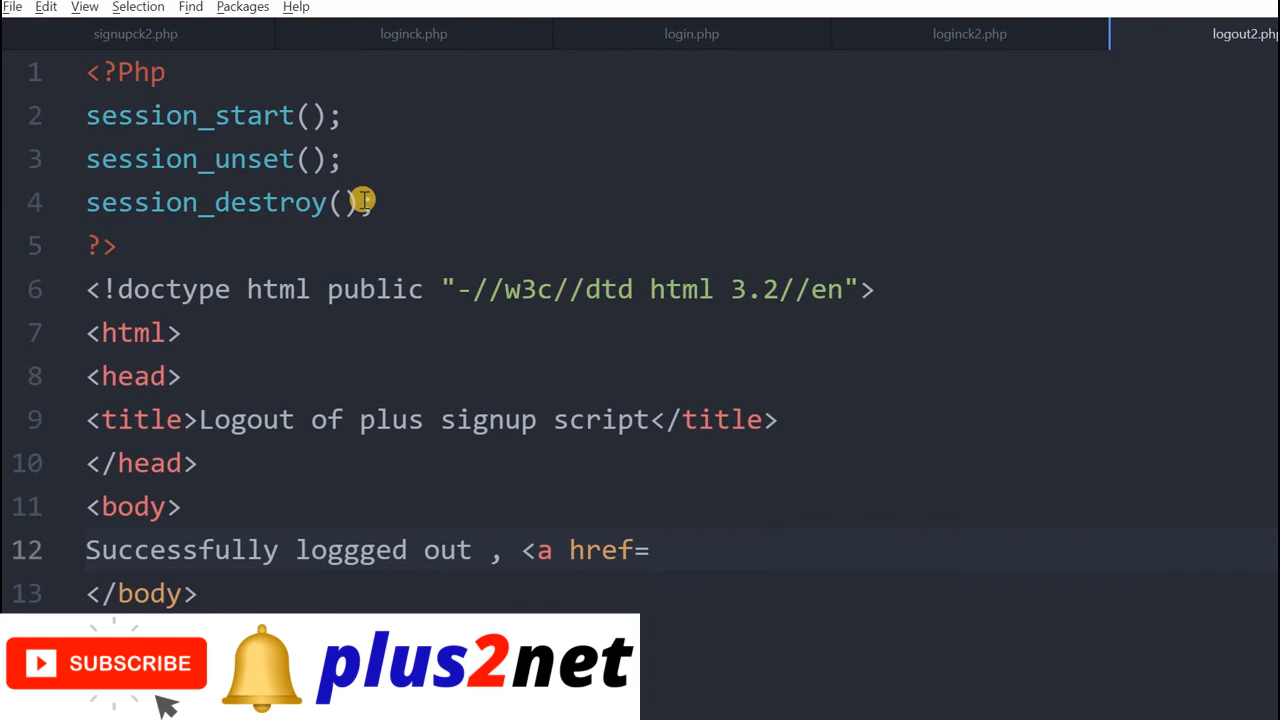 File Edit View Selection Find Packages Help
signupck2.php loginck.php login.php loginck2.php logout2.php
1 <?Php
2 session_start();
3 session_unset();
4 session_destroy();
5 ?>
6 <!doctype html public "-//w3c//dtd html 3.2//en">
7 <html>
8 <head>
9 <title>Logout of plus signup script</title>
10 </head>
11 <body>
12 Successfully loggged out , <a href=
13 </body>
SUBSCRIBE plus2net